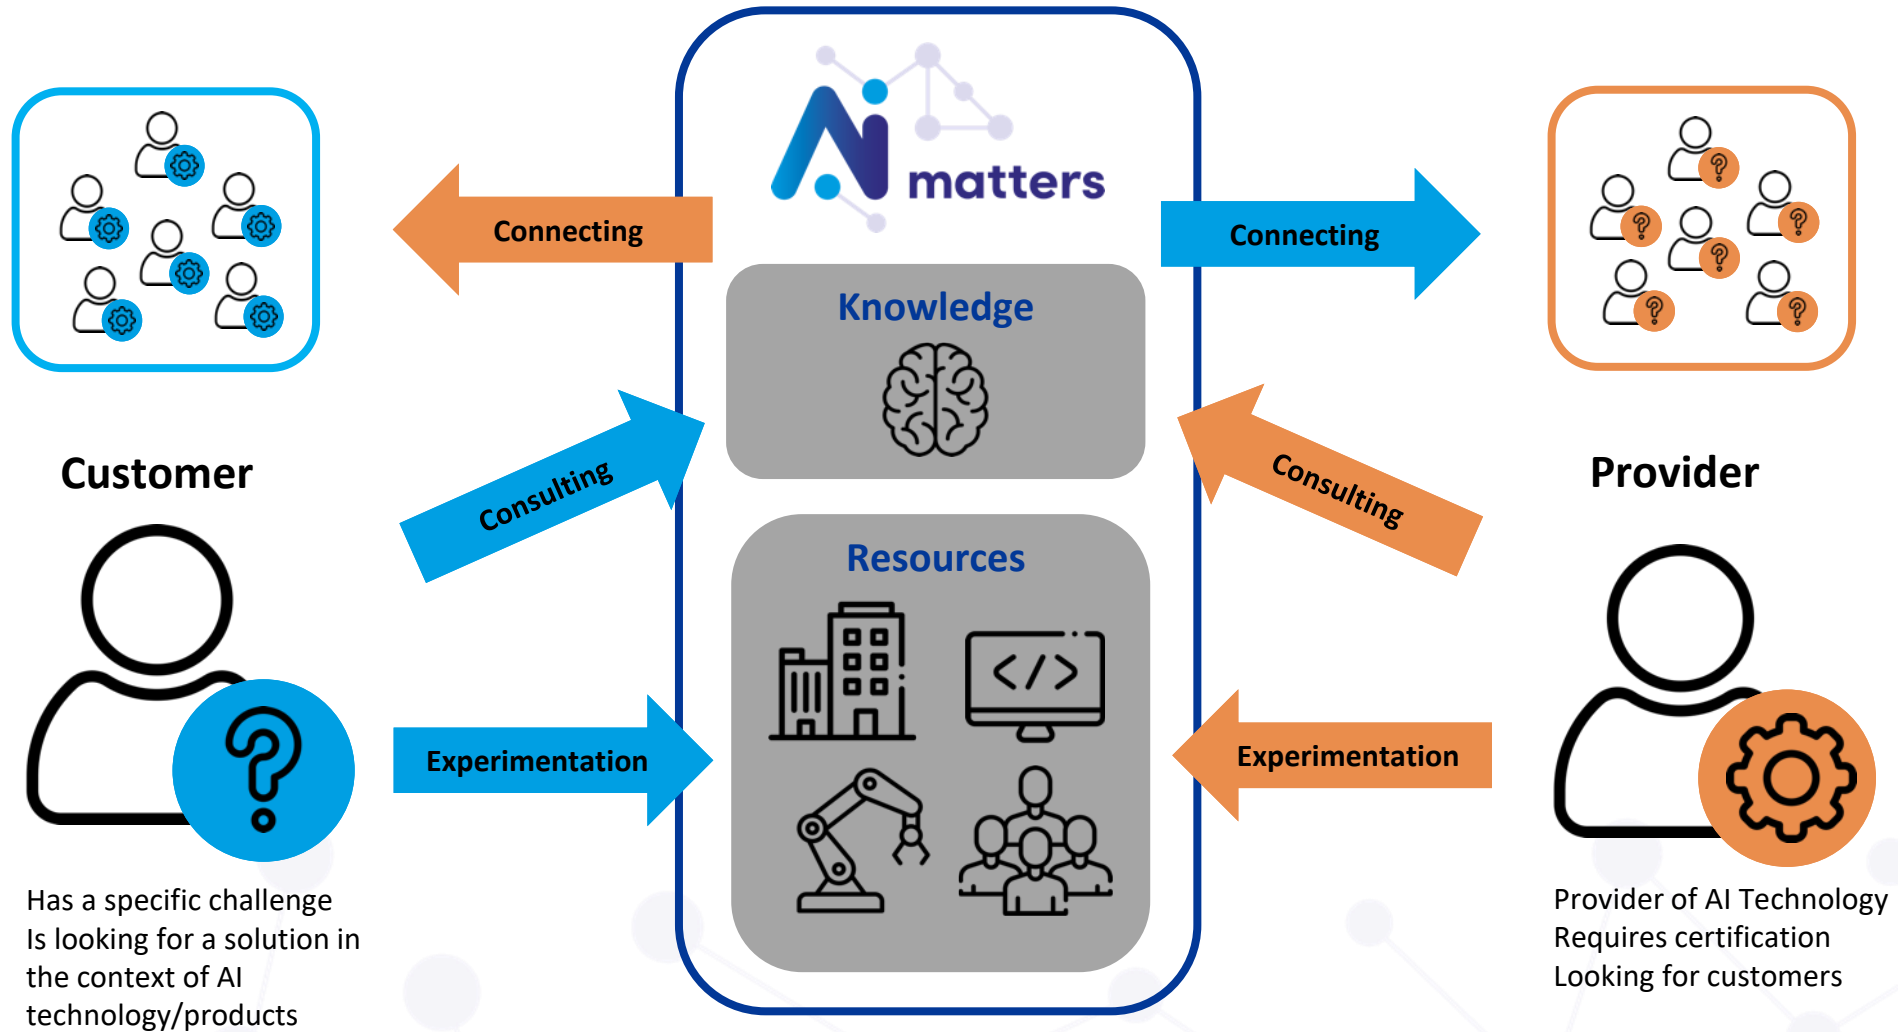 Ai
matters
Connecting
Connecting
Knowledge
Customer
Consulting
Consulting
Provider
Resources
</>
Experimentation
Experimentation
Has a specific challenge
Is looking for a solution in
the context of AI
technology/products
Provider of AI Technology
Requires certification
Looking for customers